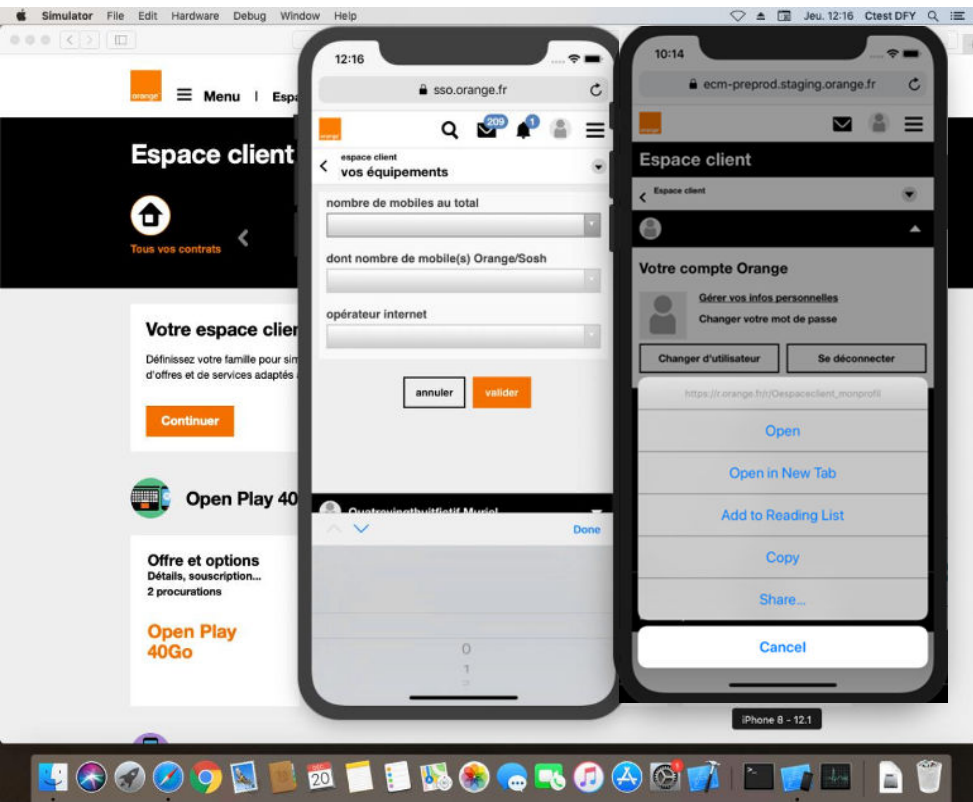 Simulator File Edit Hardware Debug Window Help
Jeu. 12:16 Ctest DFY
orange
Menu | Espa
Espace client
Tous vos contrats
Votre espace clien
Définissez votre famille pour sim
d'offres et de services adaptés
Continuer
Open Play 40
Offre et options
Détails, souscription...
2 procurations
Open Play
40Go
12:16
sso.orange.fr
209
1
espace client
vos équipements
nombre de mobiles au total
dont nombre de mobile(s) Orange/Sosh
opérateur internet
annuler
valider
Quatrevingthuitfictif Muriel
Done
0
1
2
10:14
ecm-preprod.staging.orange.fr
Espace client
Espace client
Votre compte Orange
Gérer vos infos personnelles
Changer votre mot de passe
Changer d'utilisateur
Se déconnecter
https://r.orange.fr/r/Oespaceclient_monprofil
Open
Open in New Tab
Add to Reading List
Copy
Share...
Cancel
iPhone 8 - 12.1
20
1